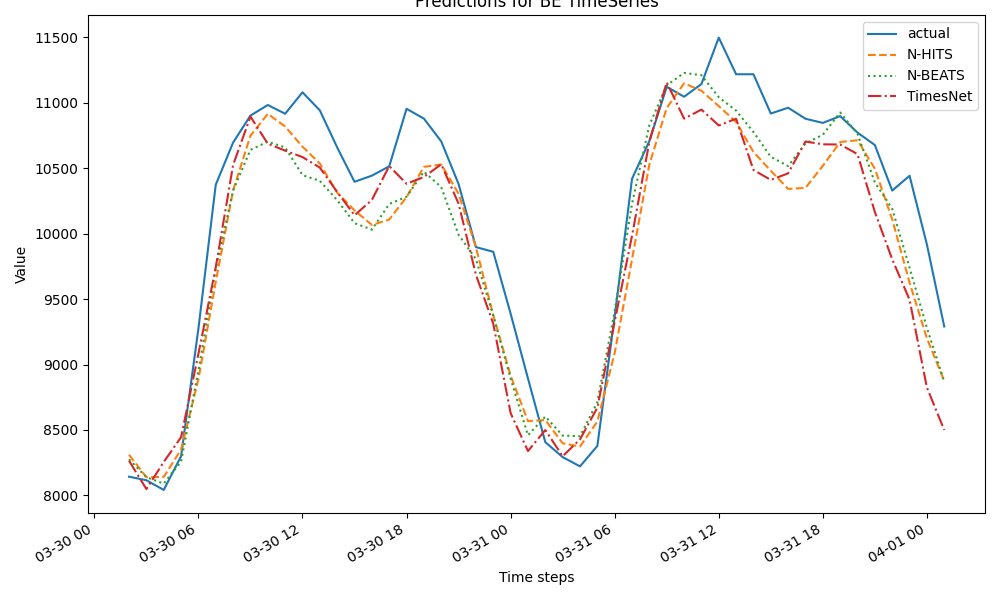 Predictions for BE TimeSeries
actual
N-HITS
N-BEATS
TimesNet
Value
11500
11000
10500
10000
9500
9000
8500
8000
03-30 00
03-30 06
03-30 12
03-30 18
03-31 00
03-31 06
03-31 12
03-31 18
04-01 00
Time steps